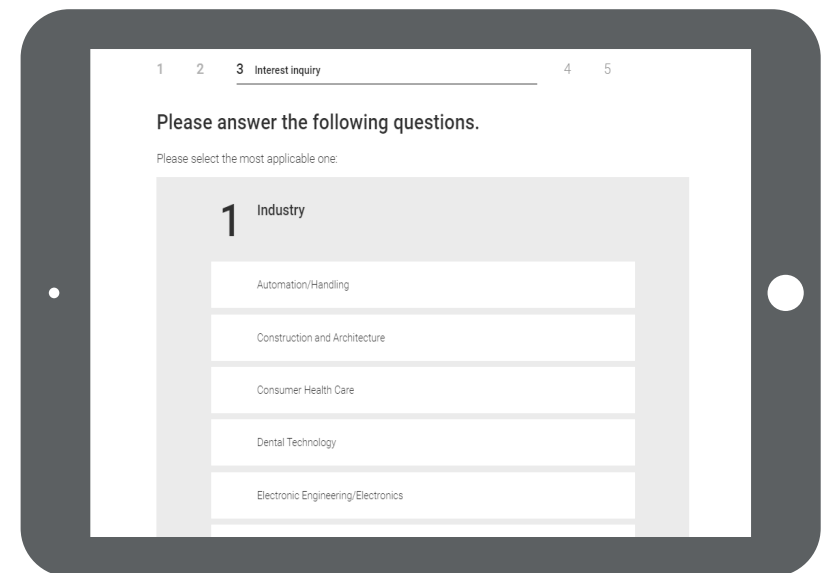 1 2 3 Interest inquiry 4 5
Please answer the following questions.
Please select the most applicable one:
1 Industry
Automation/Handling
Construction and Architecture
Consumer Health Care
Dental Technology
Electronic Engineering/Electronics